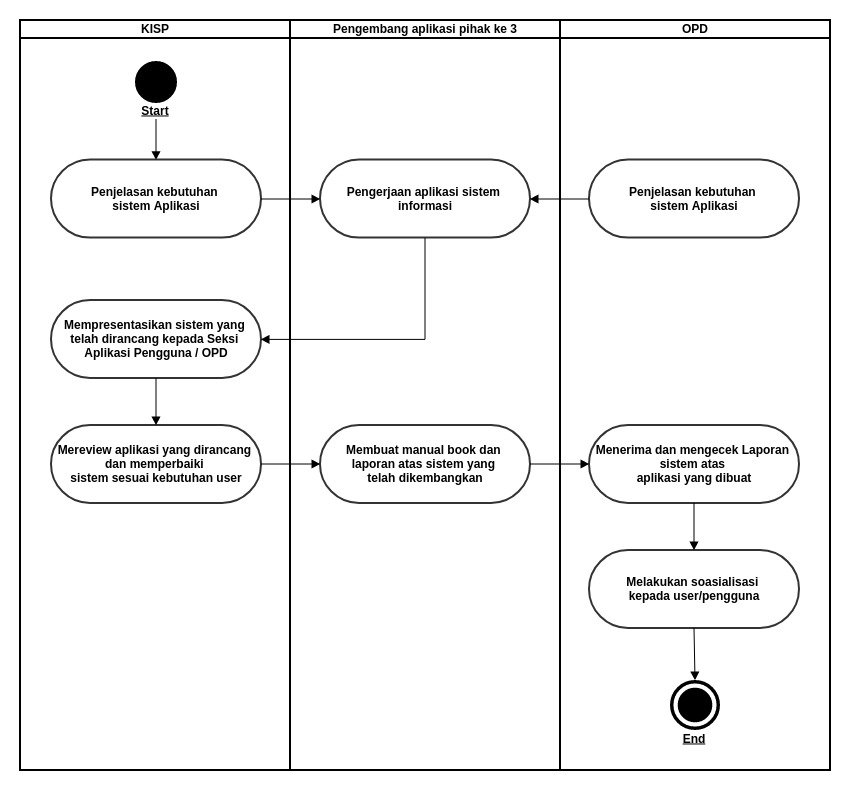 KISP
Pengembang aplikasi pihak ke 3
OPD
Start
Penjelasan kebutuhan
sistem Aplikasi
Pengerjaan aplikasi sistem
informasi
Penjelasan kebutuhan
sistem Aplikasi
Mempresentasikan sistem yang
telah dirancang kepada Seksi
Aplikasi Pengguna / OPD
Mereview aplikasi yang dirancang
dan memperbaiki
sistem sesuai kebutuhan user
Membuat manual book dan
laporan atas sistem yang
telah dikembangkan
Menerima dan mengecek Laporan
sistem atas
aplikasi yang dibuat
Melakukan soasialisasi
kepada user/pengguna
End